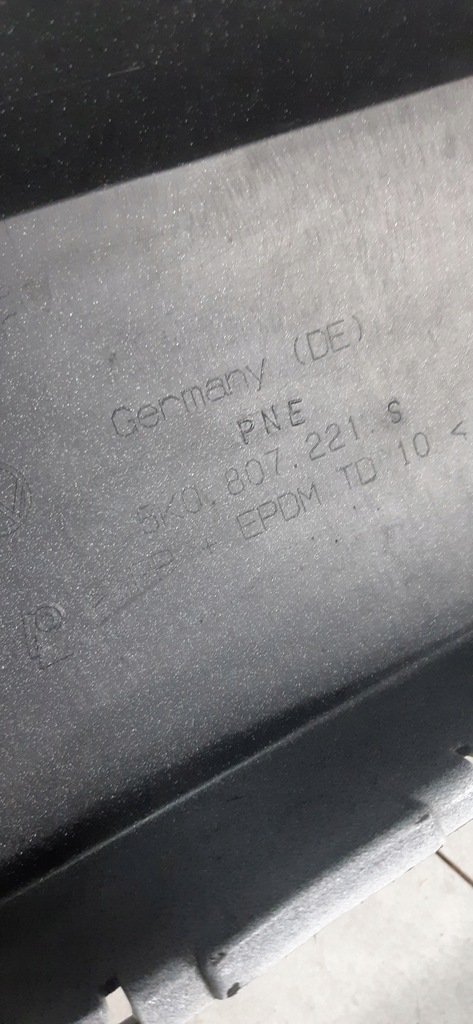 Germany (DE)
PNE
5K0.807.221.S
P + EPDM TD 10 <